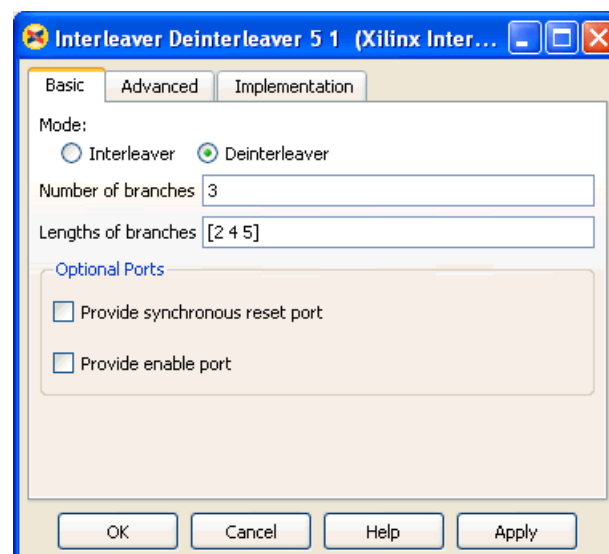 Interleaver Deinterleaver 5 1 (Xilinx Inter...
Basic Advanced Implementation
Mode:
Interleaver Deinterleaver
Number of branches 3
Lengths of branches [2 4 5]
Optional Ports
Provide synchronous reset port
Provide enable port
OK Cancel Help Apply